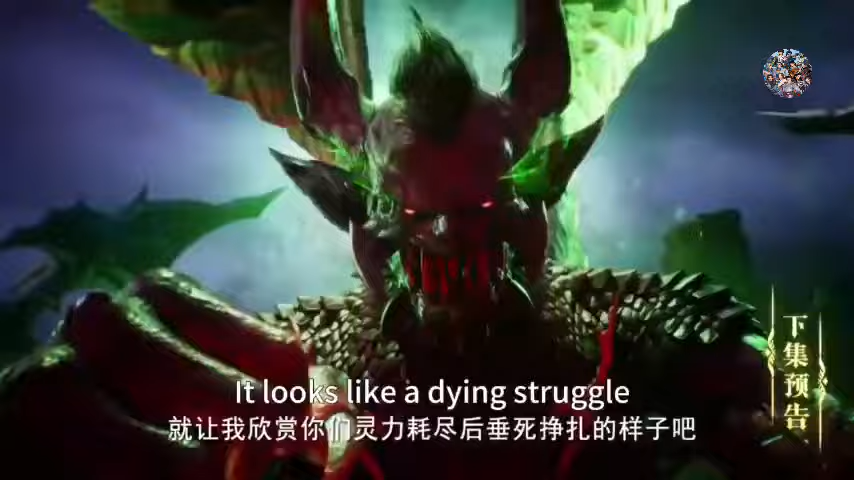 It looks like a dying struggle
就让我欣赏你们灵力耗尽后垂死挣扎的样子吧
下集预告